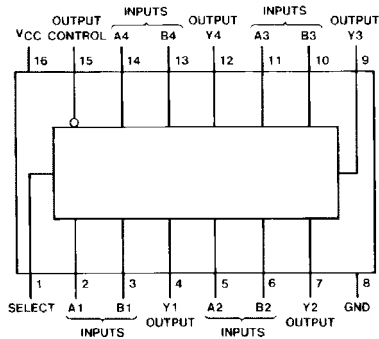 OUTPUT INPUTS OUTPUT INPUTS OUTPUT
VCC CONTROL A4 B4 Y4 A3 B3 Y3
16 15 14 13 12 11 10 9
1 2 3 4 5 6 7 8
SELECT A1 B1 Y1 A2 B2 Y2 GND
INPUTS OUTPUT INPUTS OUTPUT